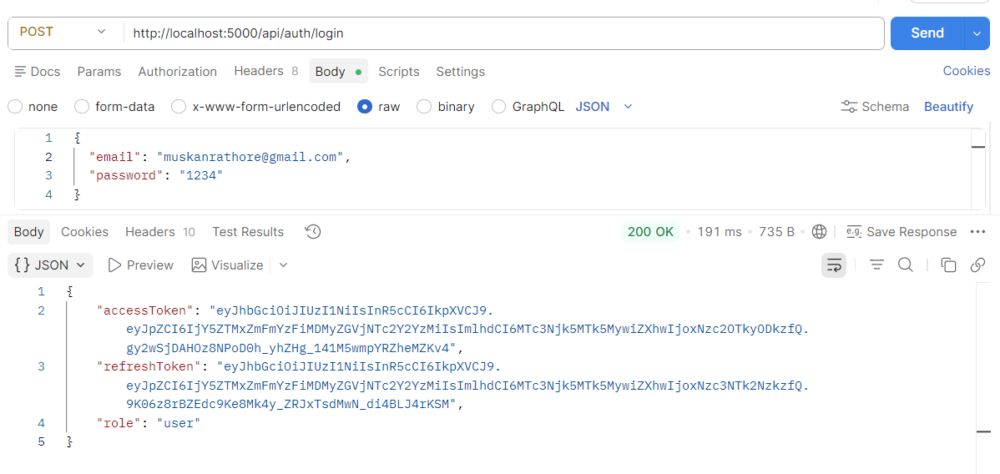 POST http://localhost:5000/api/auth/login Send
Docs Params Authorization Headers 8 Body Scripts Settings Cookies
none form-data x-www-form-urlencoded raw binary GraphQL JSON Schema Beautify
1 {
2 "email": "muskanrathore@gmail.com",
3 "password": "1234"
4 }
Body Cookies Headers 10 Test Results 200 OK 191 ms 735 B e.g. Save Response
{} JSON Preview Visualize
1 {
2 "accessToken": "eyJhbGciOiJIUzI1NiIsInR5cCI6IkpXVCJ9.
eyJpZCI6IjY5ZTMxZmFmYzFiMDMyZGVjNTc2Y2YzMiIsImlhdCI6MTc3Njk5MTk5MywiZXhwIjoxNzc2OTkyODkzfQ.
gy2wSjDAHOz8NPoD0h_yhZHg_141M5wmpYRZheMZKv4",
3 "refreshToken": "eyJhbGciOiJIUzI1NiIsInR5cCI6IkpXVCJ9.
eyJpZCI6IjY5ZTMxZmFmYzFiMDMyZGVjNTc2Y2YzMiIsImlhdCI6MTc3Njk5MTk5MywiZXhwIjoxNzc3NTk2NzkzfQ.
9K06z8rBZEdc9Ke8Mk4y_ZRJxTsdMwN_di4BLJ4rKSM",
4 "role": "user"
5 }